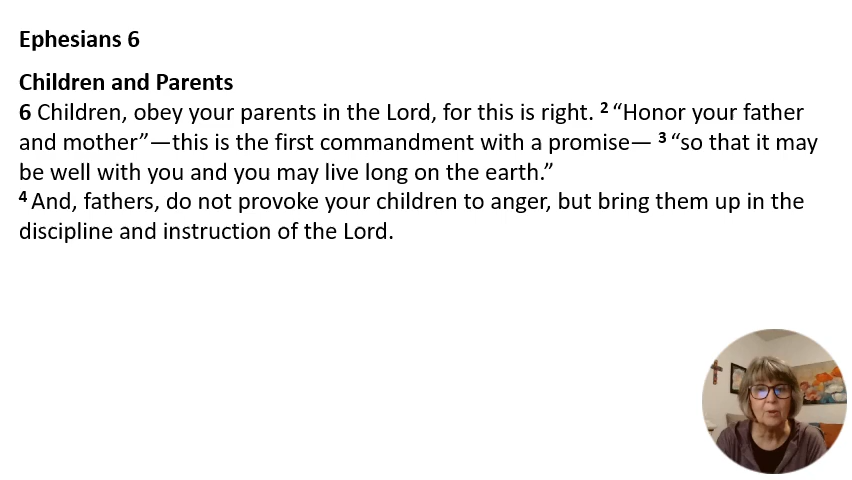 Ephesians 6
Children and Parents
6 Children, obey your parents in the Lord, for this is right. 2 “Honor your father
and mother”—this is the first commandment with a promise— 3 “so that it may
be well with you and you may live long on the earth.”
4 And, fathers, do not provoke your children to anger, but bring them up in the
discipline and instruction of the Lord.